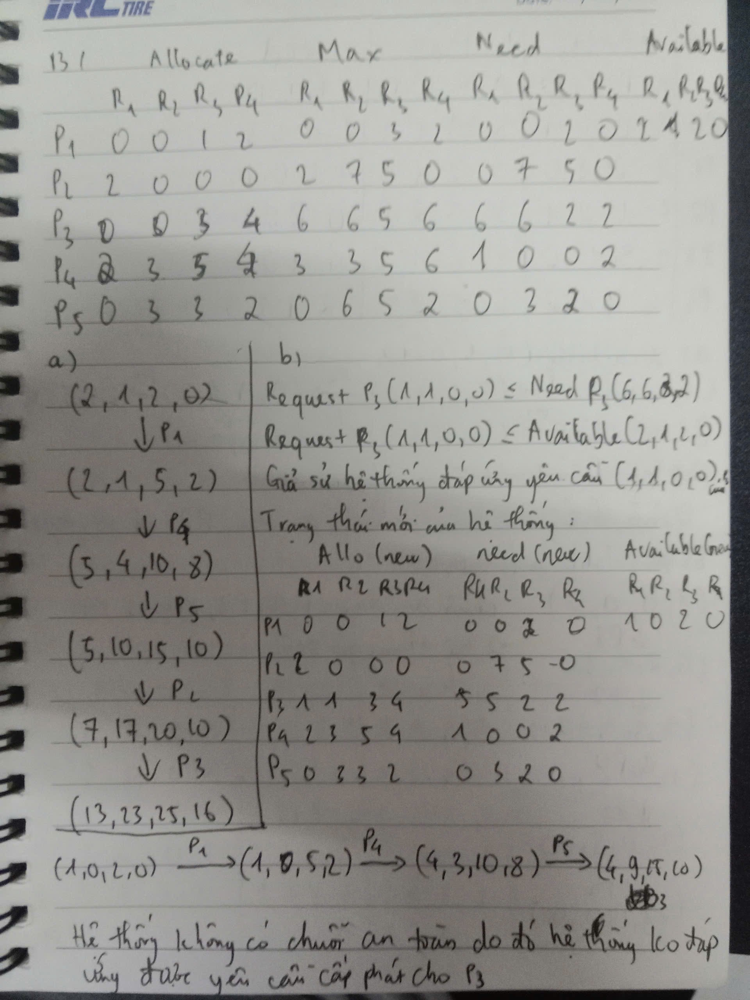 IRC TIRE
B1 Allocate Max Need Available
R1 R2 R3 R4 R1 R2 R3 R4 R1 R2 R3 R4 R1 R2 R3 R4
P1 0 0 1 2 0 0 3 2 0 0 2 0 2 1 2 0
P2 2 0 0 0 2 7 5 0 0 7 5 0
P3 0 0 3 4 6 6 5 6 6 6 2 2
P4 2 3 5 4 3 3 5 6 1 0 0 2
P5 0 3 3 2 0 6 5 2 0 3 2 0
a)
(2, 1, 2, 0)
↓ P1
(2, 1, 5, 2)
↓ P4
(5, 4, 10, 8)
↓ P5
(5, 10, 15, 10)
↓ P2
(7, 17, 20, 10)
↓ P3
(13, 23, 25, 16)
b)
Request P3 (1, 1, 0, 0) ≤ Need P3 (6, 6, 2, 2)
Request P3 (1, 1, 0, 0) ≤ Available (2, 1, 2, 0)
Giả sử hệ thống đáp ứng yêu cầu (1, 1, 0, 0)
Trạng thái mới của hệ thống:
Allo (new) need (new) Available
R1 R2 R3 R4 R1 R2 R3 R4 R1 R2 R3 R4
P1 0 0 1 2 0 0 2 0 1 0 2 0
P2 2 0 0 0 0 7 5 0
P3 1 1 3 4 5 5 2 2
P4 2 3 5 4 1 0 0 2
P5 0 3 3 2 0 3 2 0
(1, 0, 2, 0) P1→ (1, 0, 5, 2) P4→ (4, 3, 10, 8) P5→ (4, 9, 15, 10)
Hệ thống không có chuỗi an toàn do đó hệ thống ko đáp
ứng được yêu cầu cấp phát cho P3